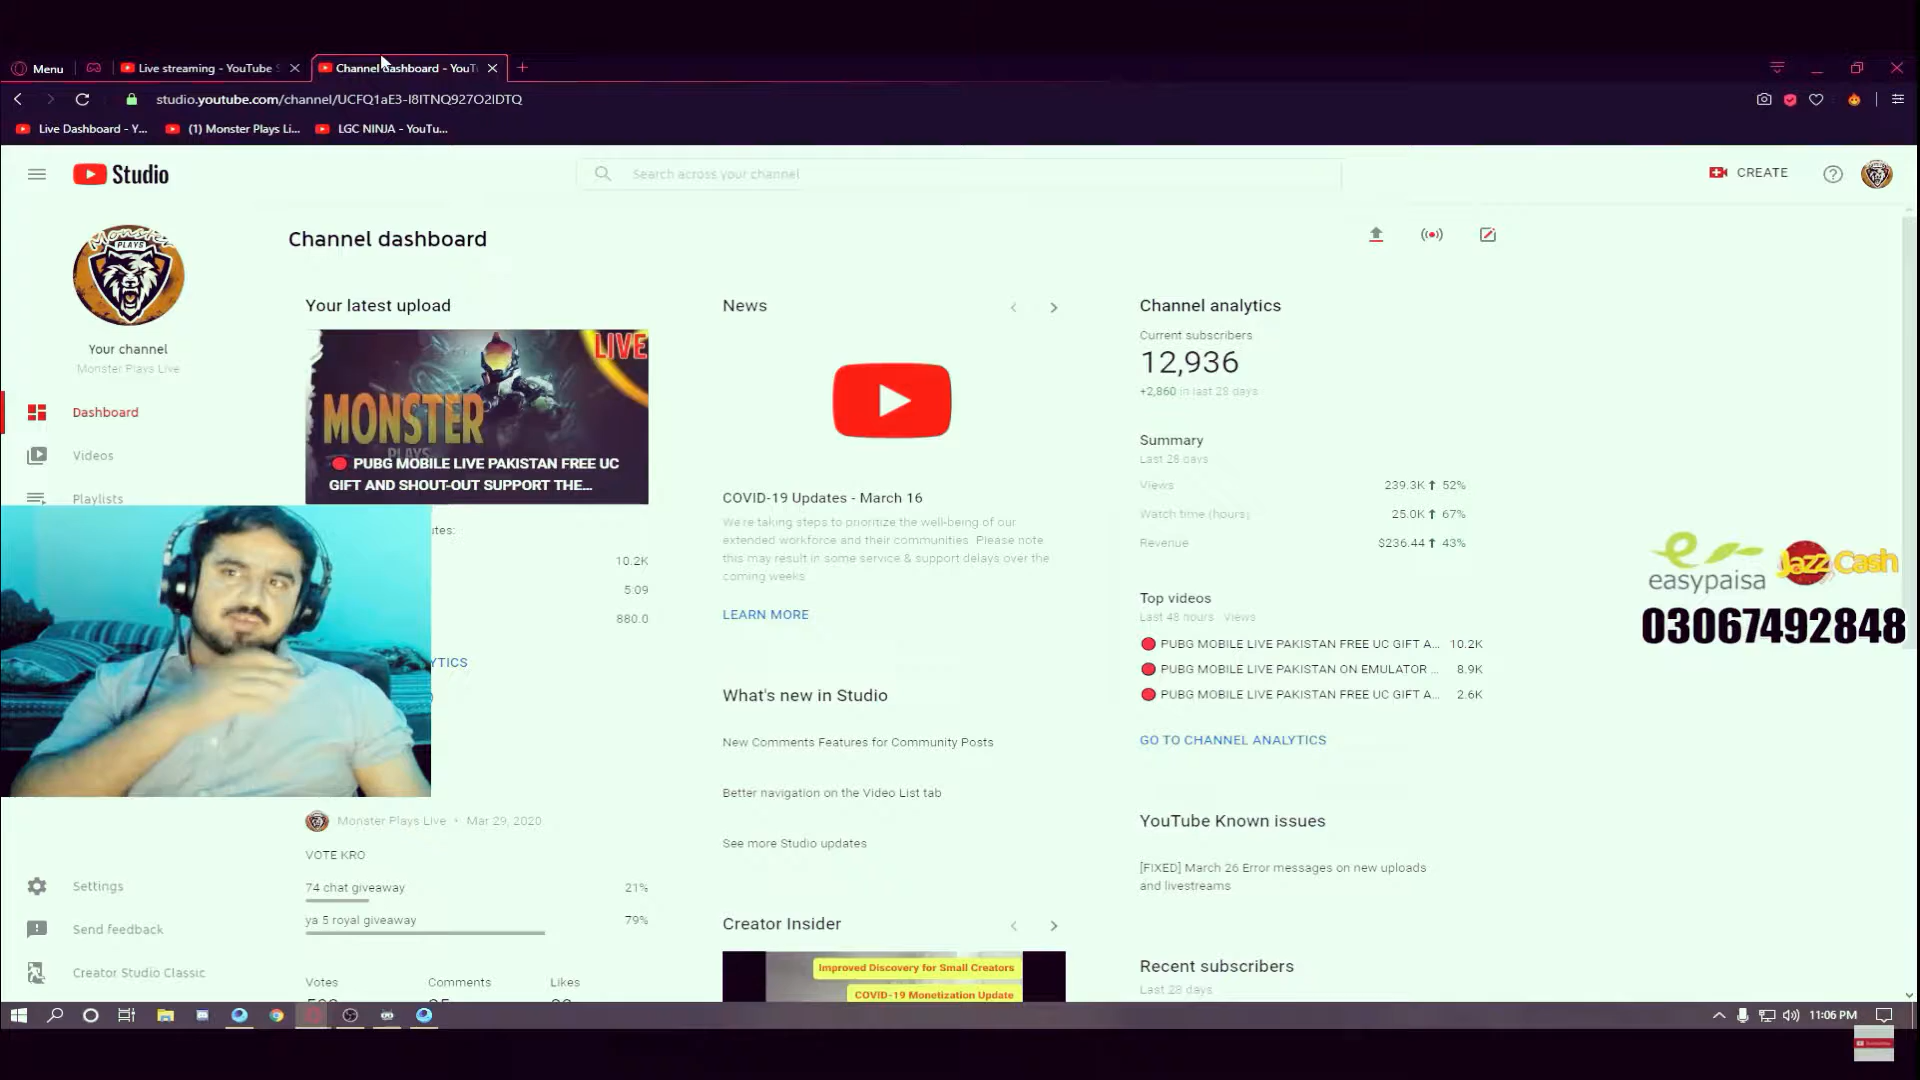 Menu
Live streaming - YouTube S
Channel dashboard - YouTu
studio.youtube.com/channel/UCFQ1aE3-I8ITNQ927O2IDTQ
Live Dashboard - Y...
(1) Monster Plays Li...
LGC NINJA - YouTu...
Studio
Search across your channel
CREATE
Monster
PLAYS
Your channel
Monster Plays Live
Dashboard
Videos
Playlists
Settings
Send feedback
Creator Studio Classic
Channel dashboard
Your latest upload
LIVE
MONSTER
PLAYS
PUBG MOBILE LIVE PAKISTAN FREE UC
GIFT AND SHOUT-OUT SUPPORT THE...
10.2K
5:09
880.0
YTICS
Monster Plays Live • Mar 29, 2020
VOTE KRO
74 chat giveaway 21%
ya 5 royal giveaway 79%
Votes Comments Likes
News
COVID-19 Updates - March 16
We're taking steps to prioritize the well-being of our
extended workforce and their communities. Please note
this may result in some service & support delays over the
coming weeks.
LEARN MORE
What's new in Studio
New Comments Features for Community Posts
Better navigation on the Video List tab
See more Studio updates
Creator Insider
Improved Discovery for Small Creators
COVID-19 Monetization Update
Channel analytics
Current subscribers
12,936
+2,860 in last 28 days
Summary
Last 28 days
Views 239.3K 52%
Watch time (hours) 25.0K 67%
Revenue $236.44 43%
Top videos
Last 48 hours · Views
PUBG MOBILE LIVE PAKISTAN FREE UC GIFT A... 10.2K
PUBG MOBILE LIVE PAKISTAN ON EMULATOR ... 8.9K
PUBG MOBILE LIVE PAKISTAN FREE UC GIFT A... 2.6K
GO TO CHANNEL ANALYTICS
YouTube Known issues
[FIXED] March 26 Error messages on new uploads
and livestreams
Recent subscribers
Last 28 days
easypaisa
JazzCash
03067492848
11:06 PM